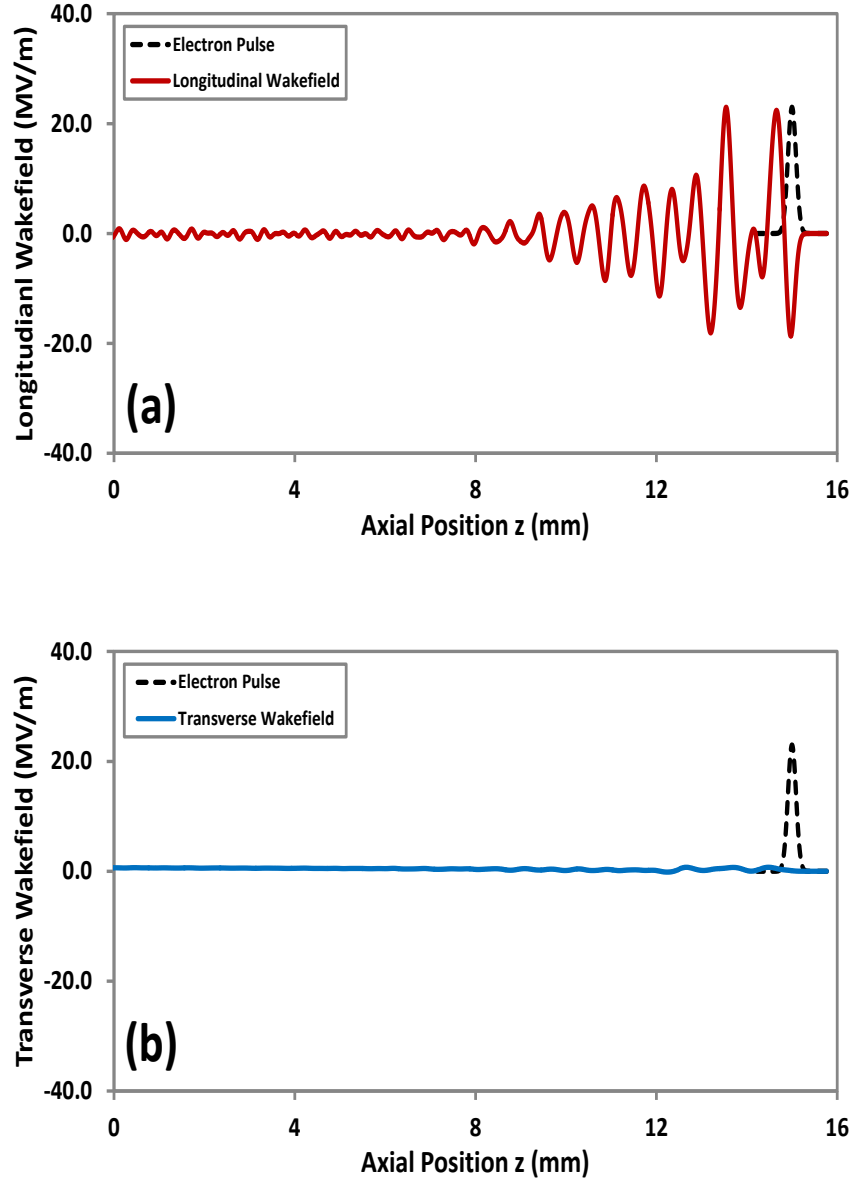 40.0
Electron Pulse
Longitudinal Wakefield
20.0
0.0
-20.0
-40.0
Longitudianl Wakefield (MV/m)
(a)
0 4 8 12 16
Axial Position z (mm)
40.0
Electron Pulse
Transverse Wakefield
20.0
0.0
-20.0
-40.0
Transverse Wakefield (MV/m)
(b)
0 4 8 12 16
Axial Position z (mm)